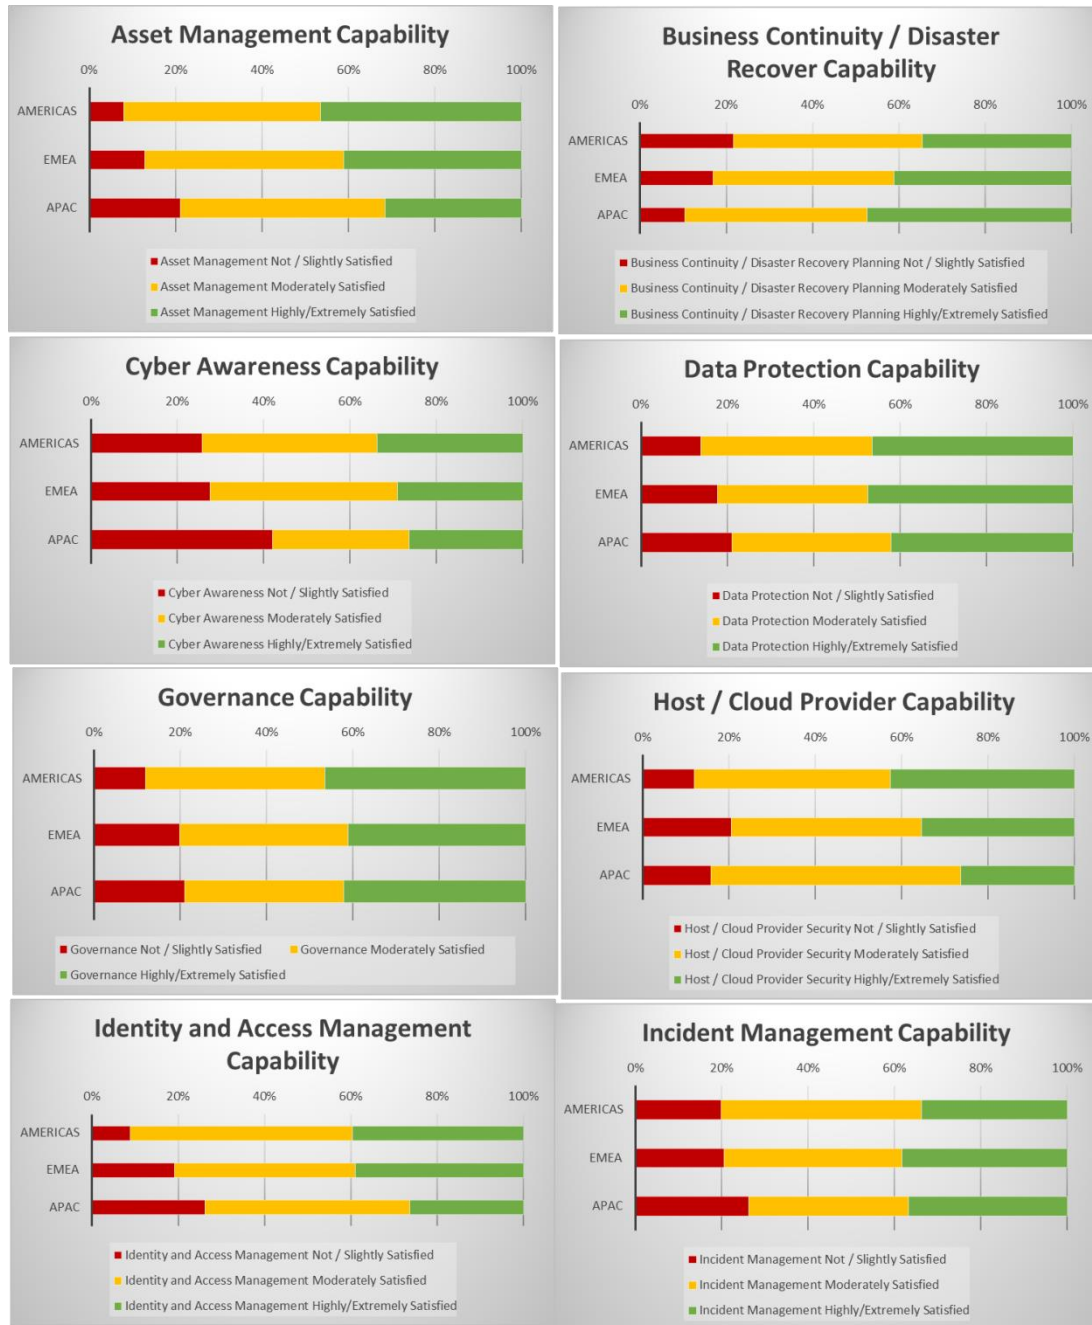 Asset Management Capability
0% 20% 40% 60% 80% 100%
AMERICAS
EMEA
APAC
Asset Management Not / Slightly Satisfied
Asset Management Moderately Satisfied
Asset Management Highly/Extremely Satisfied
Business Continuity / Disaster
Recover Capability
0% 20% 40% 60% 80% 100%
AMERICAS
EMEA
APAC
Business Continuity / Disaster Recovery Planning Not / Slightly Satisfied
Business Continuity / Disaster Recovery Planning Moderately Satisfied
Business Continuity / Disaster Recovery Planning Highly/Extremely Satisfied
Cyber Awareness Capability
0% 20% 40% 60% 80% 100%
AMERICAS
EMEA
APAC
Cyber Awareness Not / Slightly Satisfied
Cyber Awareness Moderately Satisfied
Cyber Awareness Highly/Extremely Satisfied
Data Protection Capability
0% 20% 40% 60% 80% 100%
AMERICAS
EMEA
APAC
Data Protection Not / Slightly Satisfied
Data Protection Moderately Satisfied
Data Protection Highly/Extremely Satisfied
Governance Capability
0% 20% 40% 60% 80% 100%
AMERICAS
EMEA
APAC
Governance Not / Slightly Satisfied Governance Moderately Satisfied
Governance Highly/Extremely Satisfied
Host / Cloud Provider Capability
0% 20% 40% 60% 80% 100%
AMERICAS
EMEA
APAC
Host / Cloud Provider Security Not / Slightly Satisfied
Host / Cloud Provider Security Moderately Satisfied
Host / Cloud Provider Security Highly/Extremely Satisfied
Identity and Access Management
Capability
0% 20% 40% 60% 80% 100%
AMERICAS
EMEA
APAC
Identity and Access Management Not / Slightly Satisfied
Identity and Access Management Moderately Satisfied
Identity and Access Management Highly/Extremely Satisfied
Incident Management Capability
0% 20% 40% 60% 80% 100%
AMERICAS
EMEA
APAC
Incident Management Not / Slightly Satisfied
Incident Management Moderately Satisfied
Incident Management Highly/Extremely Satisfied